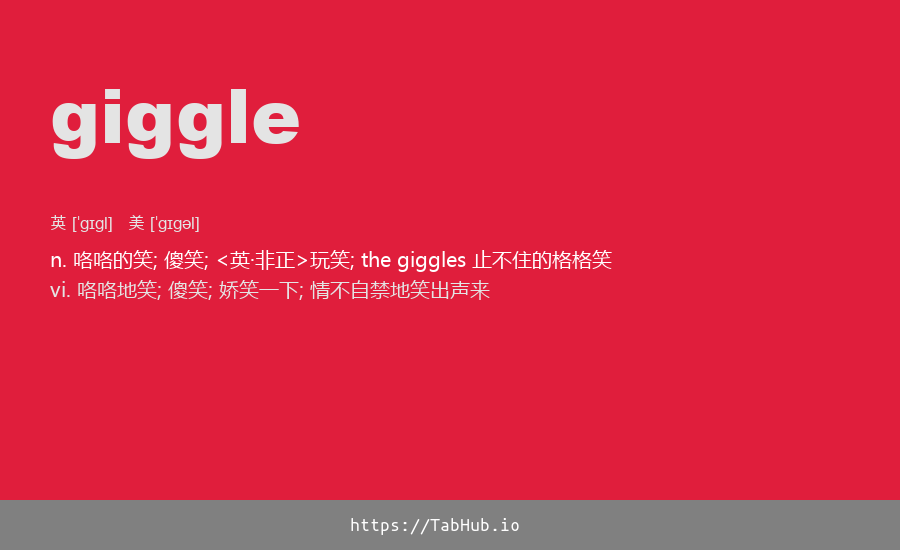 giggle
英 [ˈɡɪɡl] 美 [ˈɡɪɡəl]
n. 咯咯的笑; 傻笑; <英·非正>玩笑; the giggles 止不住的格格笑
vi. 咯咯地笑; 傻笑; 娇笑一下; 情不自禁地笑出声来
https://TabHub.io